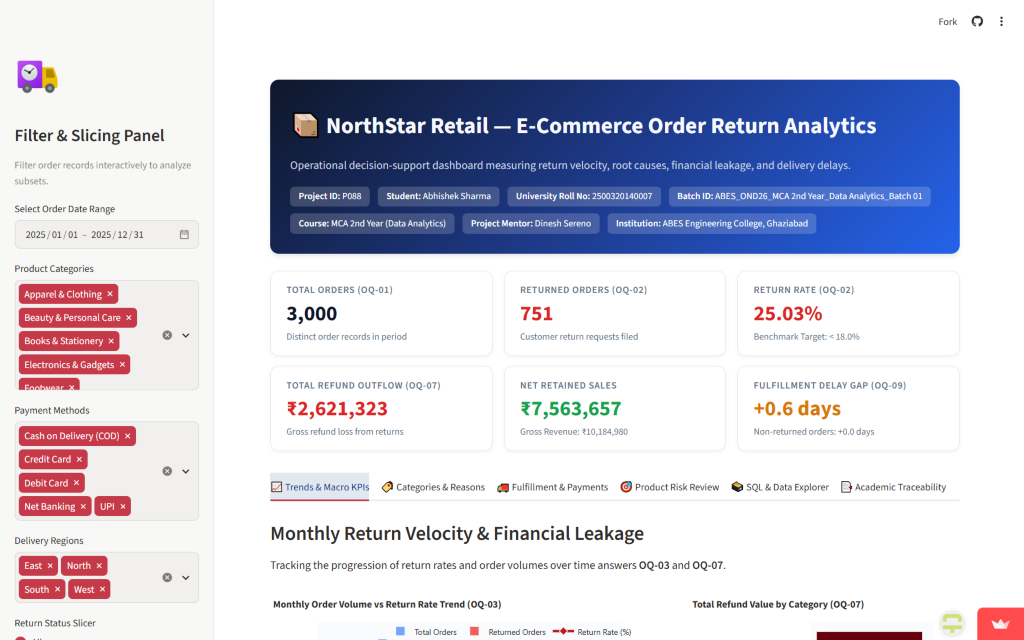 Fork
Filter & Slicing Panel
Filter order records interactively to analyze
subsets.
Select Order Date Range
2025/01/01 – 2025/12/31
Product Categories
Apparel & Clothing ×
Beauty & Personal Care ×
Books & Stationery ×
Electronics & Gadgets ×
Footwear ×
Payment Methods
Cash on Delivery (COD) ×
Credit Card ×
Debit Card ×
Net Banking × UPI ×
Delivery Regions
East × North ×
South × West ×
Return Status Slicer
NorthStar Retail — E-Commerce Order Return Analytics
Operational decision-support dashboard measuring return velocity, root causes, financial leakage, and delivery delays.
Project ID: P088 Student: Abhishek Sharma University Roll No: 2500320140007 Batch ID: ABES_OND26_MCA 2nd Year_Data Analytics_Batch 01
Course: MCA 2nd Year (Data Analytics) Project Mentor: Dinesh Sereno Institution: ABES Engineering College, Ghaziabad
TOTAL ORDERS (OQ-01)
3,000
Distinct order records in period
RETURNED ORDERS (OQ-02)
751
Customer return requests filed
RETURN RATE (OQ-02)
25.03%
Benchmark Target: < 18.0%
TOTAL REFUND OUTFLOW (OQ-07)
₹2,621,323
Gross refund loss from returns
NET RETAINED SALES
₹7,563,657
Gross Revenue: ₹10,184,980
FULFILLMENT DELAY GAP (OQ-09)
+0.6 days
Non-returned orders: +0.0 days
Trends & Macro KPIs Categories & Reasons Fulfillment & Payments Product Risk Review SQL & Data Explorer Academic Traceability
Monthly Return Velocity & Financial Leakage
Tracking the progression of return rates and order volumes over time answers OQ-03 and OQ-07.
Monthly Order Volume vs Return Rate Trend (OQ-03)
Total Orders Returned Orders Return Rate (%)
Total Refund Value by Category (OQ-07)